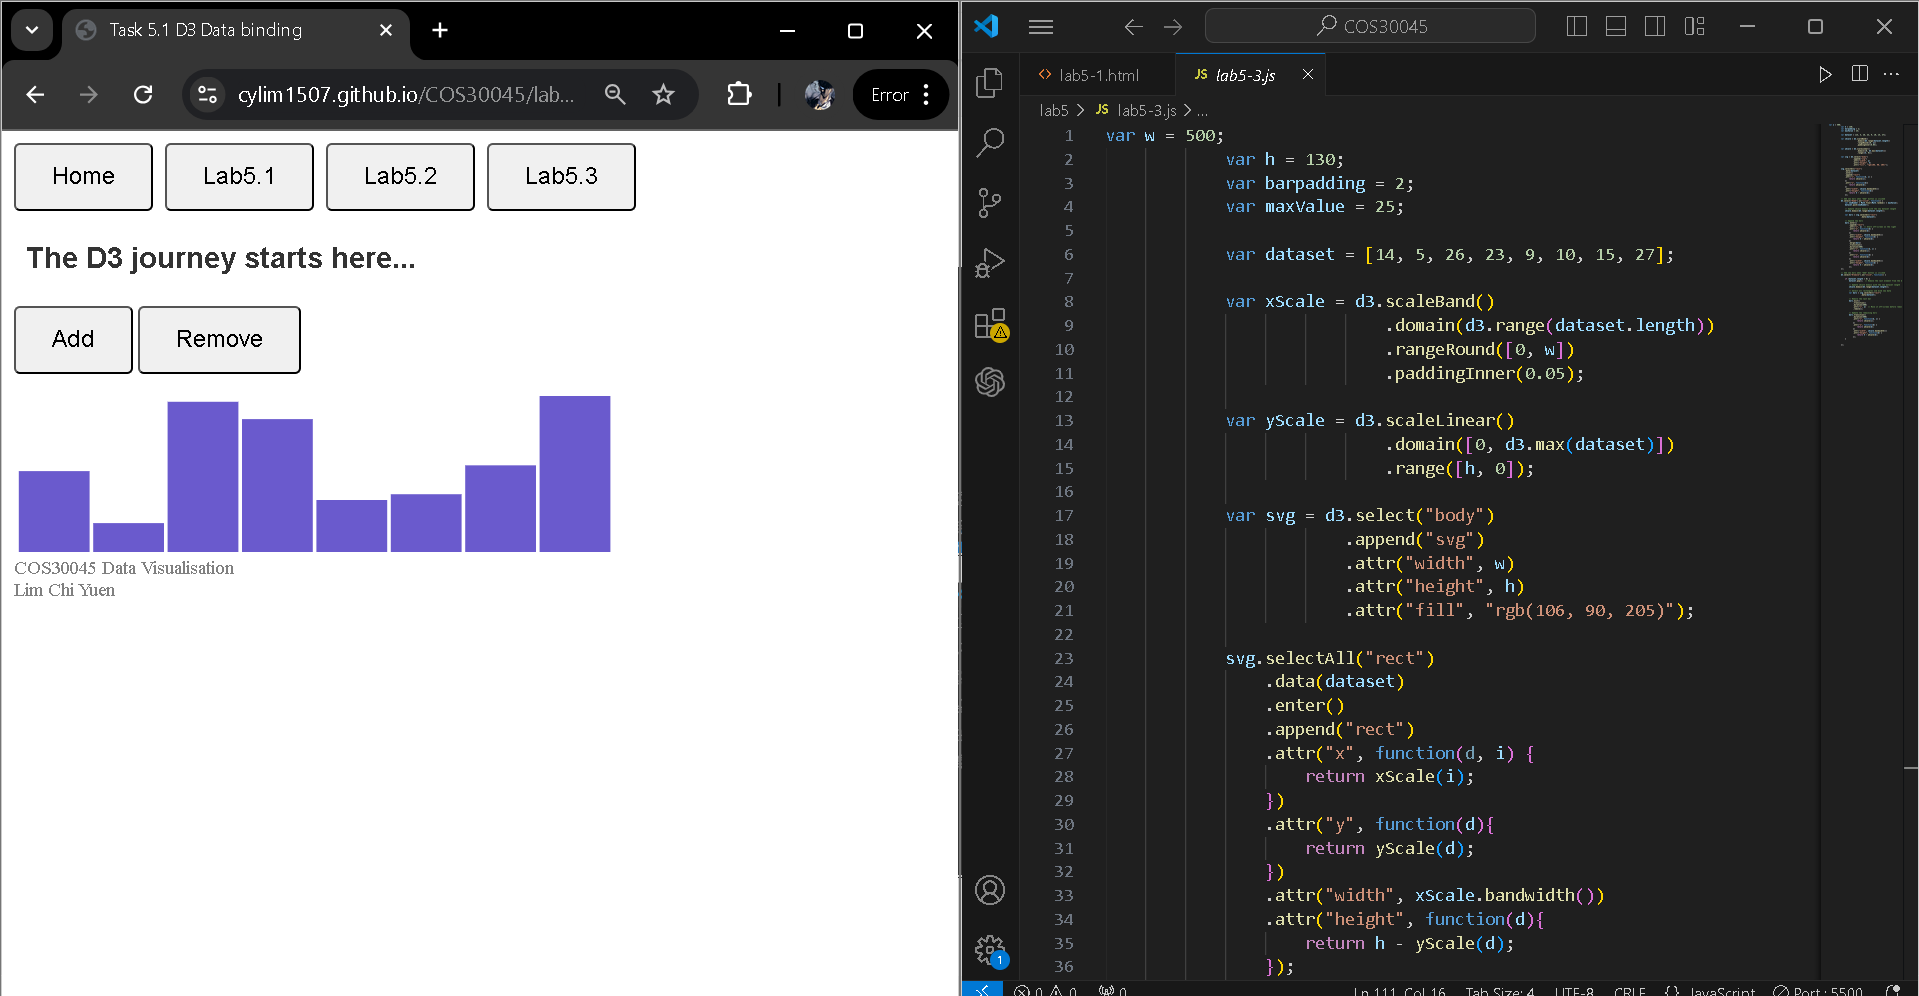 Task 5.1 D3 Data binding
cylim1507.github.io/COS30045/lab...
Error
Home
Lab5.1
Lab5.2
Lab5.3
The D3 journey starts here...
Add
Remove
COS30045 Data Visualisation
Lim Chi Yuen
COS30045
lab5-1.html
JS lab5-3.js
lab5 > JS lab5-3.js > ...
1 var w = 500;
2 var h = 130;
3 var barpadding = 2;
4 var maxValue = 25;
5
6 var dataset = [14, 5, 26, 23, 9, 10, 15, 27];
7
8 var xScale = d3.scaleBand()
9 .domain(d3.range(dataset.length))
10 .rangeRound([0, w])
11 .paddingInner(0.05);
12
13 var yScale = d3.scaleLinear()
14 .domain([0, d3.max(dataset)])
15 .range([h, 0]);
16
17 var svg = d3.select("body")
18 .append("svg")
19 .attr("width", w)
20 .attr("height", h)
21 .attr("fill", "rgb(106, 90, 205)");
22
23 svg.selectAll("rect")
24 .data(dataset)
25 .enter()
26 .append("rect")
27 .attr("x", function(d, i) {
28 return xScale(i);
29 })
30 .attr("y", function(d){
31 return yScale(d);
32 })
33 .attr("width", xScale.bandwidth())
34 .attr("height", function(d){
35 return h - yScale(d);
36 });
1
0 0 0 Ln 111, Col 16 Tab Size: 4 UTF-8 CRLF {} JavaScript Port : 5500